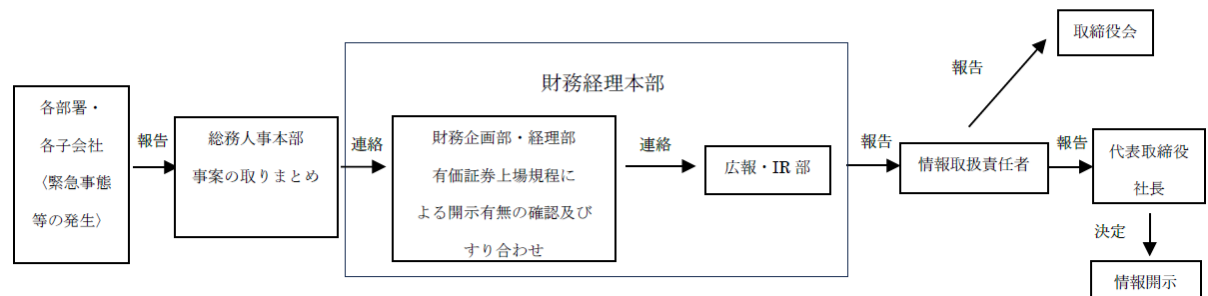 各部署・
各子会社
〈緊急事態
等の発生〉
報告
総務人事本部
事案の取りまとめ
連絡
財務経理本部
財務企画部・経理部
有価証券上場規程に
よる開示有無の確認及び
すり合わせ
連絡
広報・IR 部
報告
情報取扱責任者
報告
取締役会
報告
代表取締役
社長
決定
情報開示